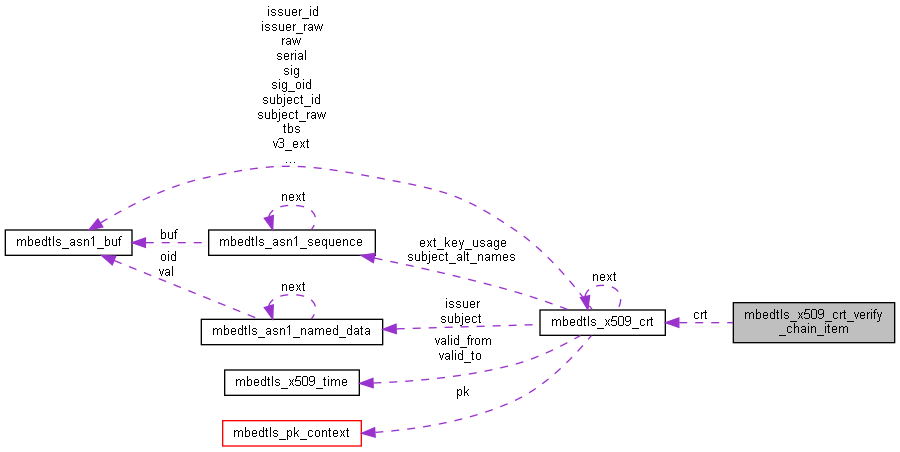 issuer_id
issuer_raw
raw
serial
sig
sig_oid
subject_id
subject_raw
tbs
v3_ext
...
next
mbedtls_asn1_buf
buf
mbedtls_asn1_sequence
ext_key_usage
subject_alt_names
oid
val
next
next
mbedtls_asn1_named_data
issuer
subject
mbedtls_x509_crt
crt
mbedtls_x509_crt_verify
_chain_item
valid_from
valid_to
mbedtls_x509_time
pk
mbedtls_pk_context